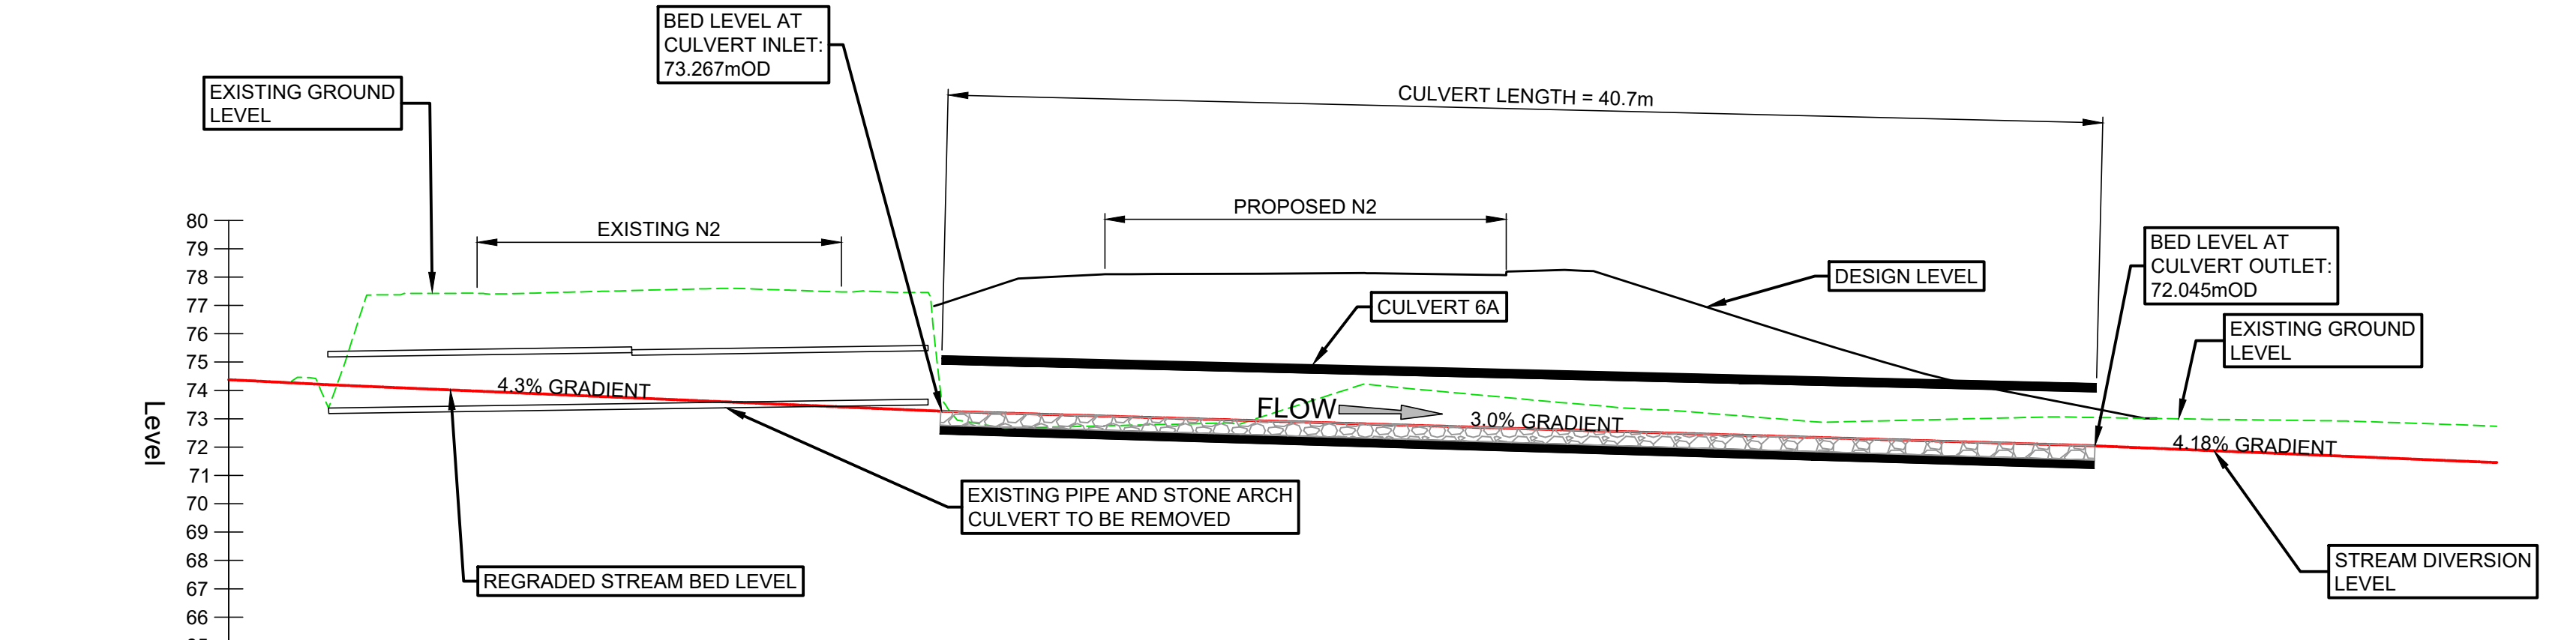 BED LEVEL AT
CULVERT INLET:
73.267mOD
EXISTING GROUND
LEVEL
CULVERT LENGTH = 40.7m
EXISTING N2
PROPOSED N2
BED LEVEL AT
CULVERT OUTLET:
72.045mOD
DESIGN LEVEL
CULVERT 6A
EXISTING GROUND
LEVEL
80
79
78
77
76
75
74
73
72
71
70
69
68
67
66
Level
4.3% GRADIENT
FLOW
3.0% GRADIENT
4.18% GRADIENT
EXISTING PIPE AND STONE ARCH
CULVERT TO BE REMOVED
REGRADED STREAM BED LEVEL
STREAM DIVERSION
LEVEL